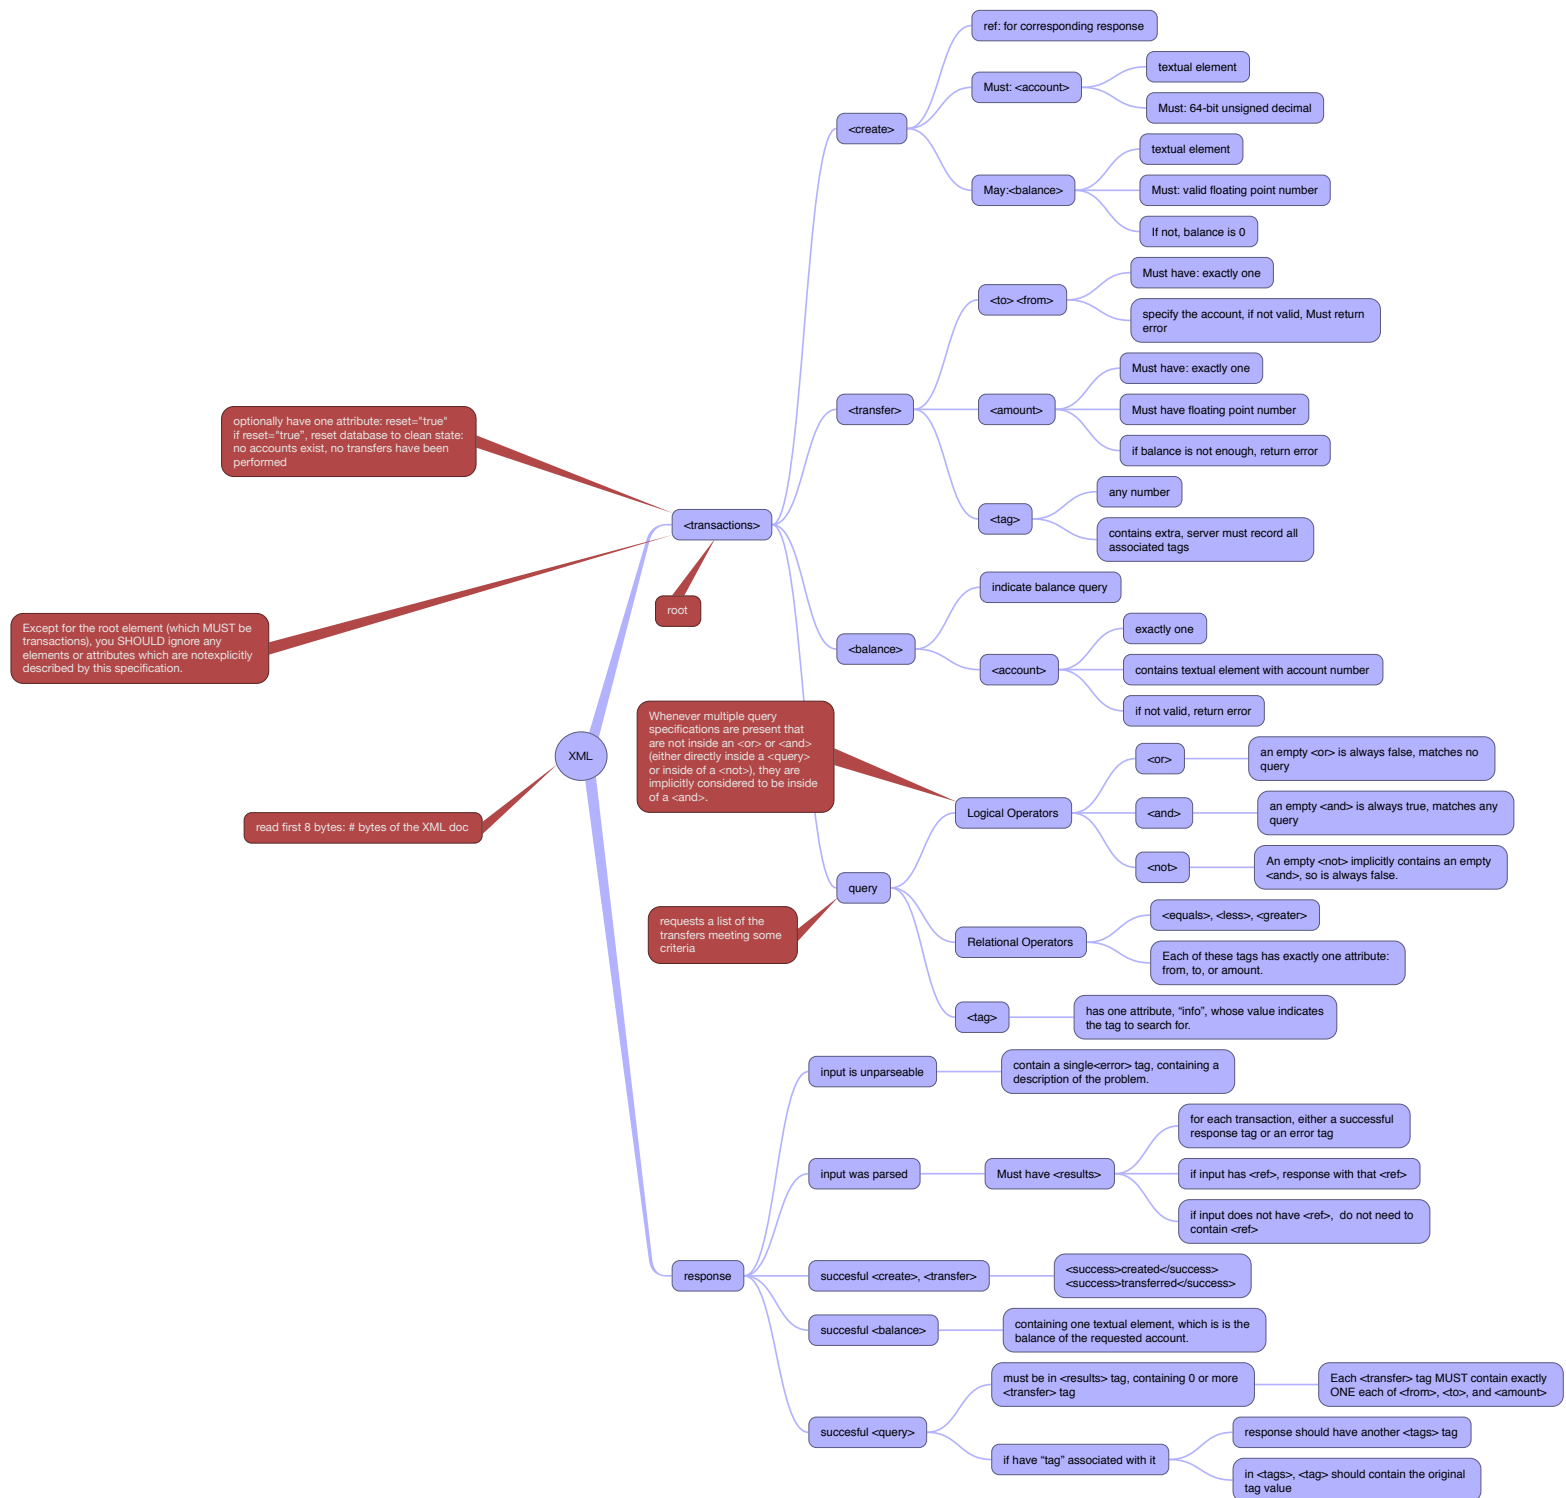 ref: for corresponding response
textual element
Must: <account>
Must: 64-bit unsigned decimal
<create>
textual element
May:<balance>
Must: valid floating point number
If not, balance is 0
Must have: exactly one
<to> <from>
specify the account, if not valid, Must return
error
Must have: exactly one
<transfer>
<amount>
Must have floating point number
if balance is not enough, return error
any number
<tag>
contains extra, server must record all
associated tags
optionally have one attribute: reset="true"
if reset="true", reset database to clean state:
no accounts exist, no transfers have been
performed
<transactions>
root
Except for the root element (which MUST be
transactions), you SHOULD ignore any
elements or attributes which are notexplicitly
described by this specification.
indicate balance query
<balance>
exactly one
<account>
contains textual element with account number
if not valid, return error
XML
read first 8 bytes: # bytes of the XML doc
Whenever multiple query
specifications are present that
are not inside an <or> or <and>
(either directly inside a <query>
or inside of a <not>), they are
implicitly considered to be inside
of a <and>.
Logical Operators
<or>
an empty <or> is always false, matches no
query
<and>
an empty <and> is always true, matches any
query
<not>
An empty <not> implicitly contains an empty
<and>, so is always false.
query
requests a list of the
transfers meeting some
criteria
Relational Operators
<equals>, <less>, <greater>
Each of these tags has exactly one attribute:
from, to, or amount.
<tag>
has one attribute, “info”, whose value indicates
the tag to search for.
input is unparseable
contain a single<error> tag, containing a
description of the problem.
input was parsed
Must have <results>
for each transaction, either a successful
response tag or an error tag
if input has <ref>, response with that <ref>
if input does not have <ref>,  do not need to
contain <ref>
response
succesful <create>, <transfer>
<success>created</success>
<success>transferred</success>
succesful <balance>
containing one textual element, which is is the
balance of the requested account.
succesful <query>
must be in <results> tag, containing 0 or more
<transfer> tag
Each <transfer> tag MUST contain exactly
ONE each of <from>, <to>, and <amount>
if have “tag” associated with it
response should have another <tags> tag
in <tags>, <tag> should contain the original
tag value